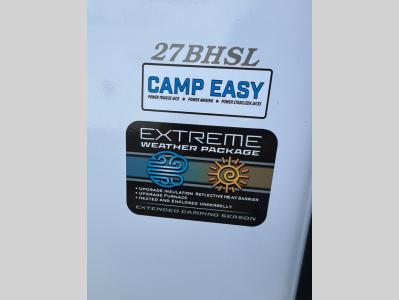 27BHSL
CAMP EASY
POWER TONGUE JACK • POWER AWNING • POWER STABILIZER JACKS
EXTREME
WEATHER PACKAGE
• UPGRADE INSULATION REFLECTIVE HEAT BARRIER
• UPGRADE FURNACE
• HEATED AND ENCLOSED UNDERBELLY
EXTENDED CAMPING SEASON